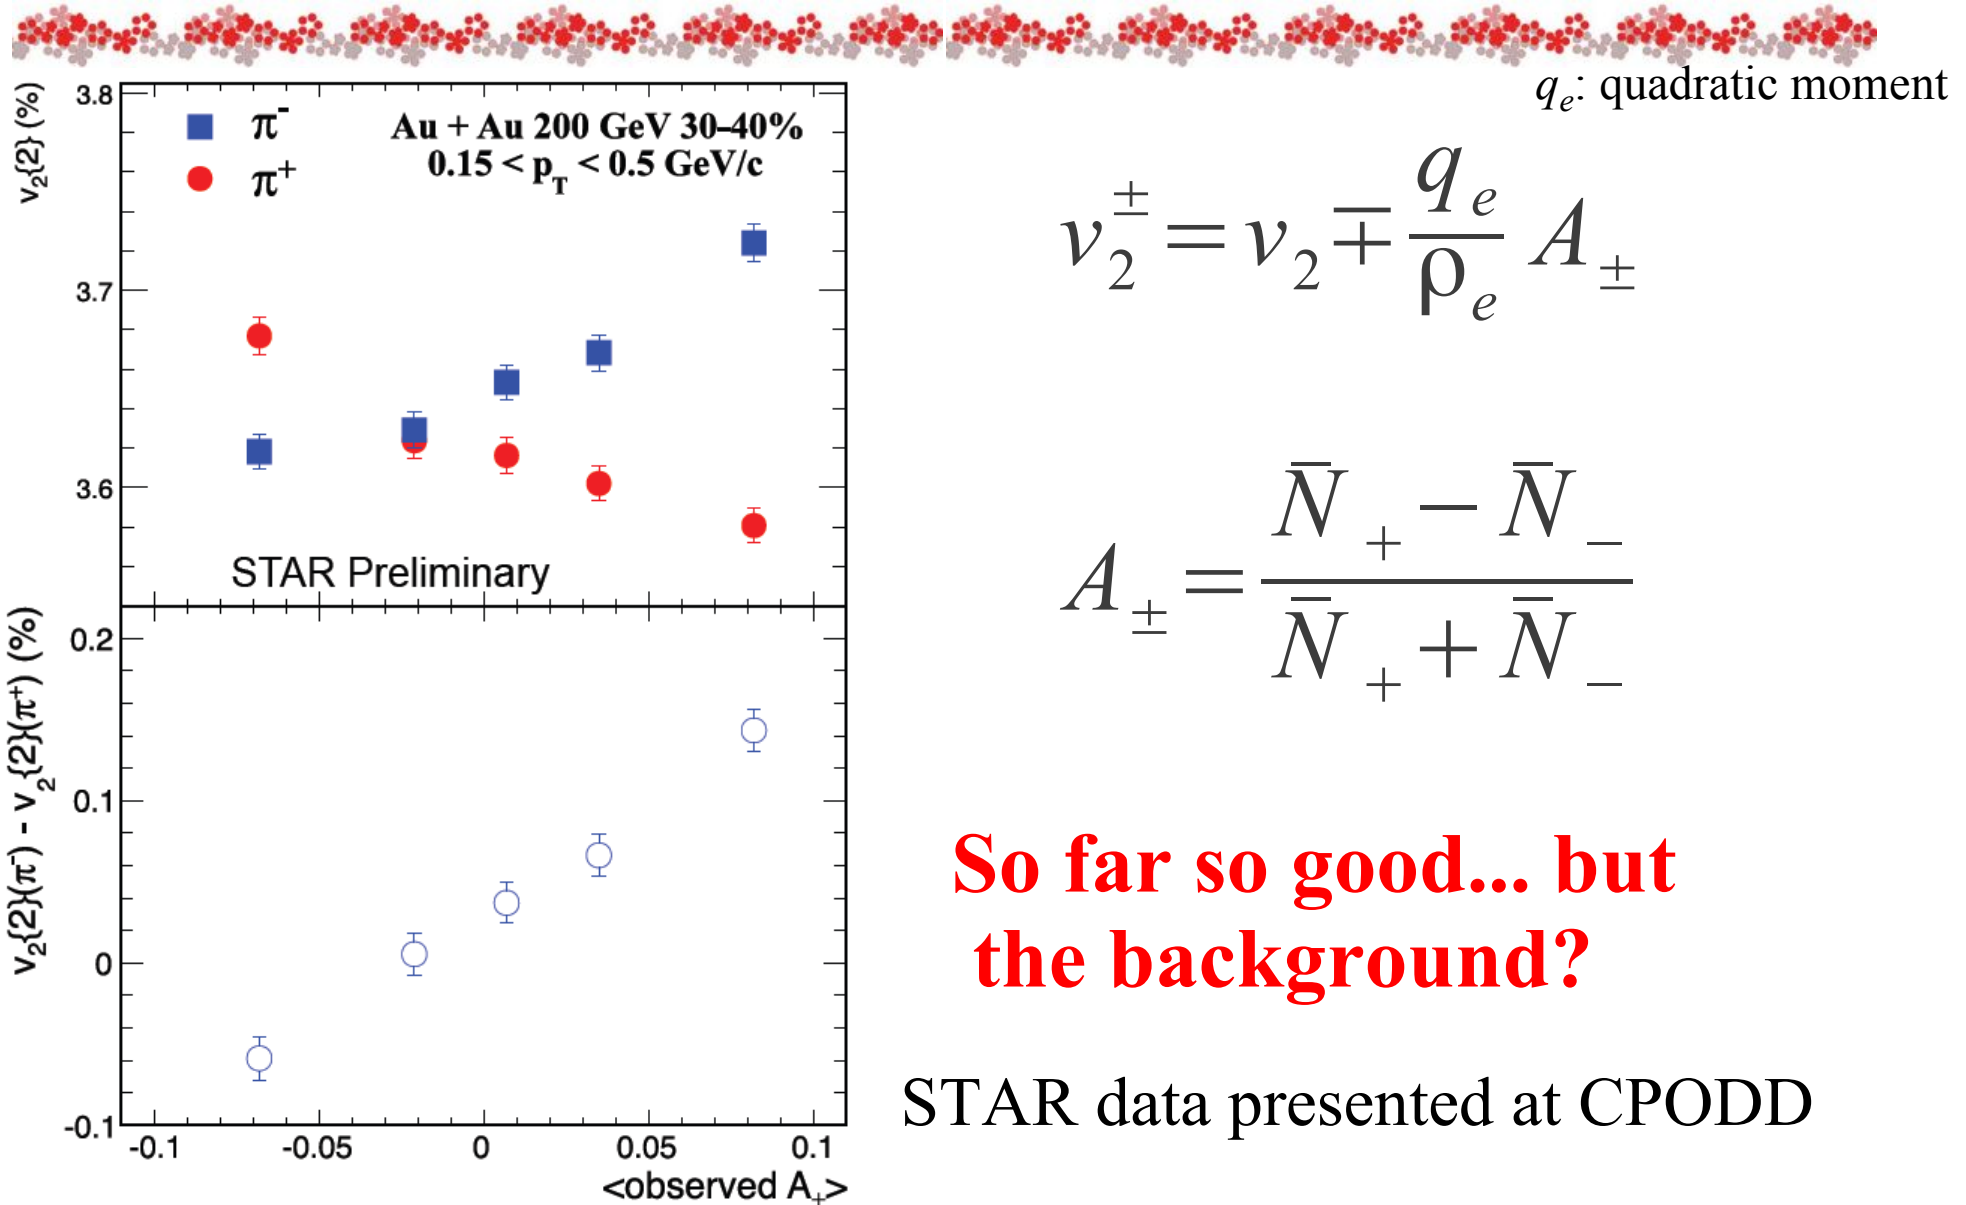 qₑ: quadratic moment
v₂{2} (%)
3.8
3.7
3.6
π⁻
π⁺
Au + Au 200 GeV 30-40%
0.15 < p_T < 0.5 GeV/c
STAR Preliminary
v₂{2}(π⁻) - v₂{2}(π⁺) (%)
0.2
0.1
0
-0.1
-0.1 -0.05 0 0.05 0.1
<observed A₊>
v₂^± = v₂ ∓ qₑ/ρₑ A_±
A_± = (N̄₊ − N̄₋)/(N̄₊ + N̄₋)
So far so good... but
the background?
STAR data presented at CPODD